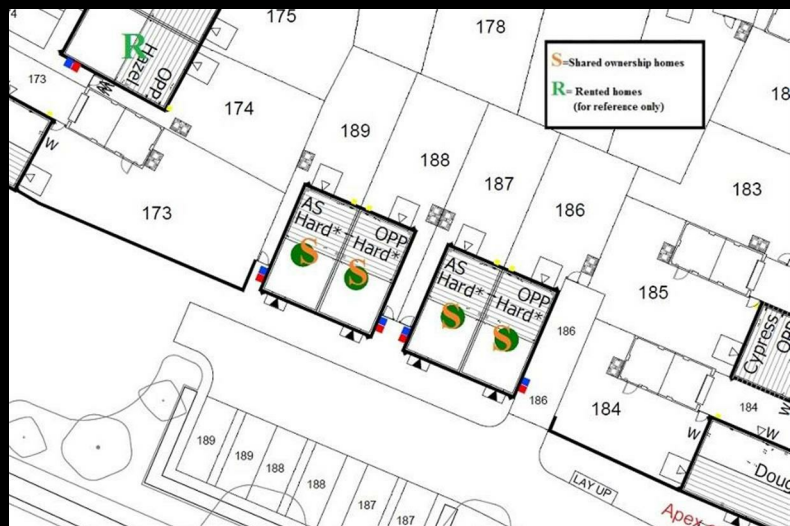 175
178
S=Shared ownership homes
R= Rented homes
(for reference only)
R
Hazel
OPP
W
173
174
189
188
187
186
183
W
173
AS
Hard*
OPP
Hard*
S
S
AS
Hard*
OPP
Hard*
S
S
185
186
186
Cypress
OPP
184
184
W
W
W
189
189
188
188
187
187
LAY UP
Doug
Apex